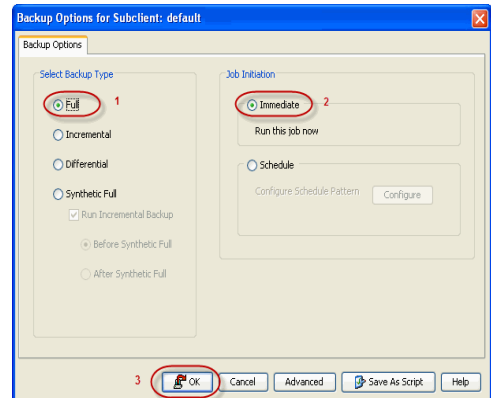 Backup Options for Subclient: default
Backup Options
Select Backup Type
Full
1
Incremental
Differential
Synthetic Full
Run Incremental Backup
Before Synthetic Full
After Synthetic Full
Job Initiation
Immediate
2
Run this job now
Schedule
Configure Schedule Pattern
Configure
3
OK
Cancel
Advanced
Save As Script
Help